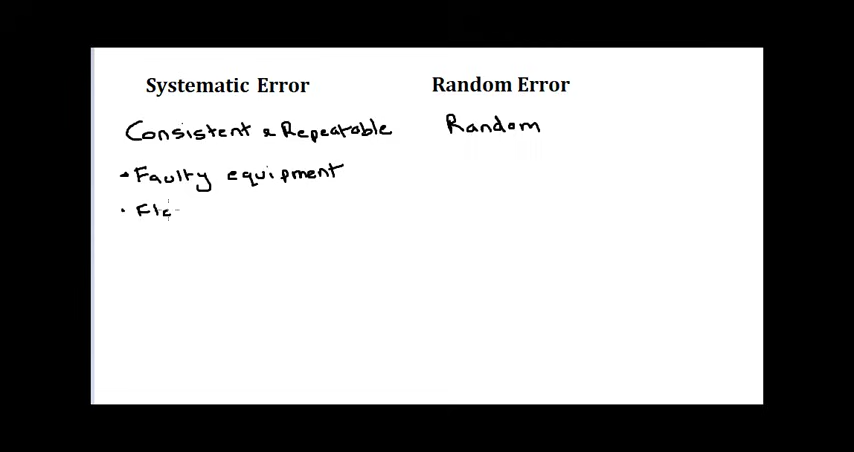 Systematic Error
Random Error
Consistent & Repeatable
Random
• Faulty equipment
•